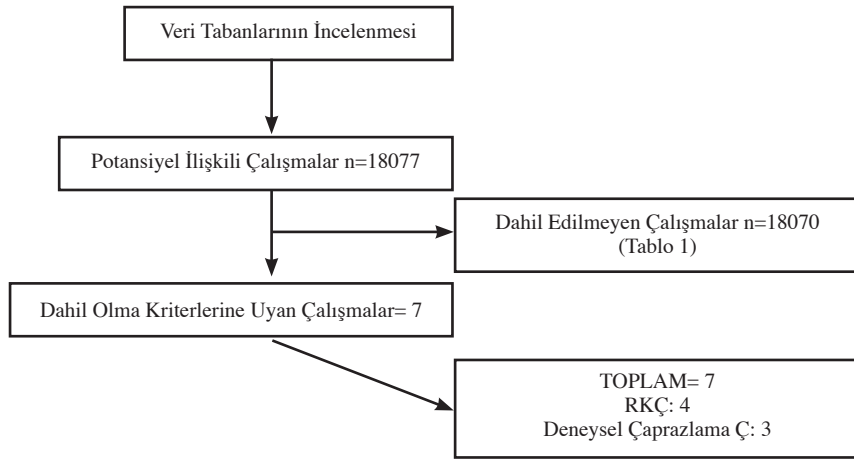 Veri Tabanlarının İncelenmesi
Potansiyel İlişkili Çalışmalar n=18077
Dahil Edilmeyen Çalışmalar n=18070
(Tablo 1)
Dahil Olma Kriterlerine Uyan Çalışmalar= 7
TOPLAM= 7
RKÇ: 4
Deneysel Çaprazlama Ç: 3